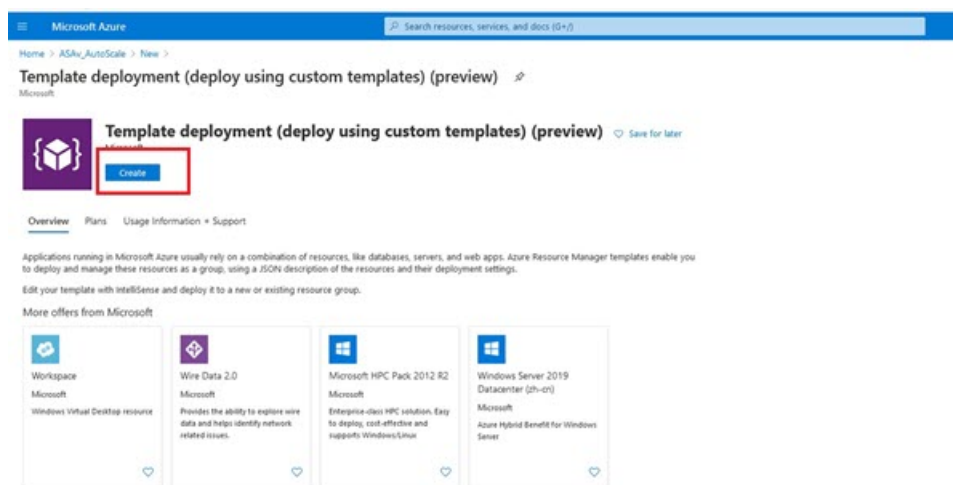 Microsoft Azure
Search resources, services, and docs (G+/)
Home > ASAv_AutoScale > New >
Template deployment (deploy using custom templates) (preview)
Microsoft
Template deployment (deploy using custom templates) (preview)
Save for later
Microsoft
Create
Overview Plans Usage Information + Support
Applications running in Microsoft Azure usually rely on a combination of resources, like databases, servers, and web apps. Azure Resource Manager templates enable you
to deploy and manage these resources as a group, using a JSON description of the resources and their deployment settings.
Edit your template with IntelliSense and deploy it to a new or existing resource group.
More offers from Microsoft
Workspace
Microsoft
Windows Virtual Desktop resource
Wire Data 2.0
Microsoft
Provides the ability to explore wire
data and helps identify network
related issues.
Microsoft HPC Pack 2012 R2
Microsoft
Enterprise-class HPC solution. Easy
to deploy, cost-effective and
supports Windows/Linux
Windows Server 2019
Datacenter (zh-cn)
Microsoft
Azure Hybrid Benefit for Windows
Server